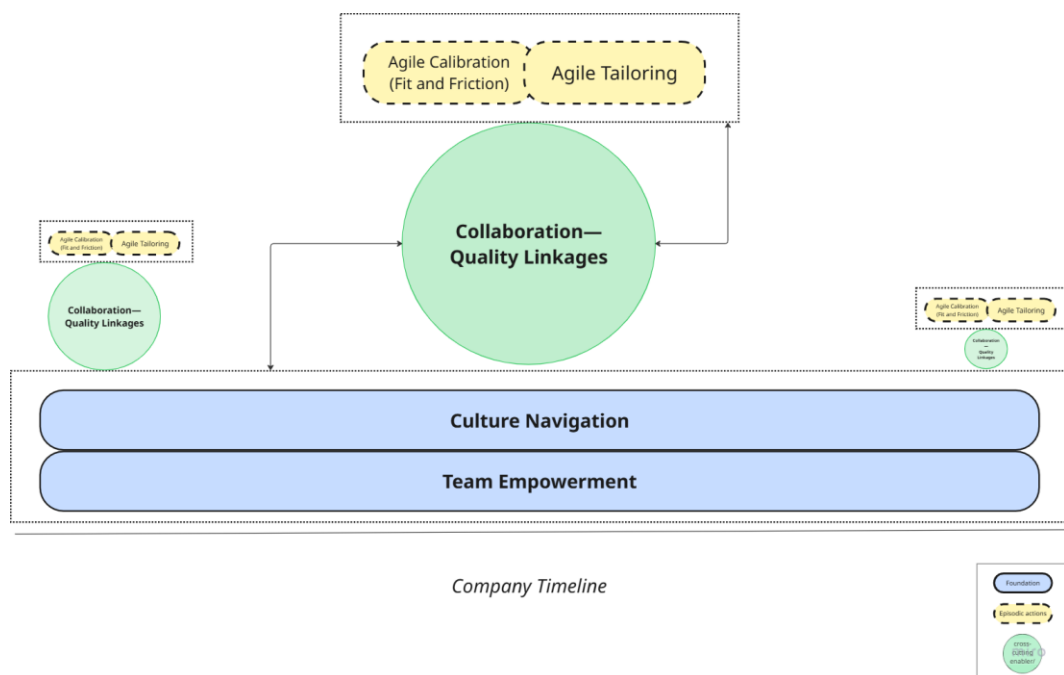 Agile Calibration
(Fit and Friction)
Agile Tailoring
Collaboration—
Quality Linkages
Agile Calibration
(Fit and Friction)
Agile Tailoring
Collaboration—
Quality Linkages
Agile Calibration
(Fit and Friction)
Agile Tailoring
Collaboration
—
Quality
Linkages
Culture Navigation
Team Empowerment
Company Timeline
Foundation
Episodic actions
cross-
cutting
enabler/